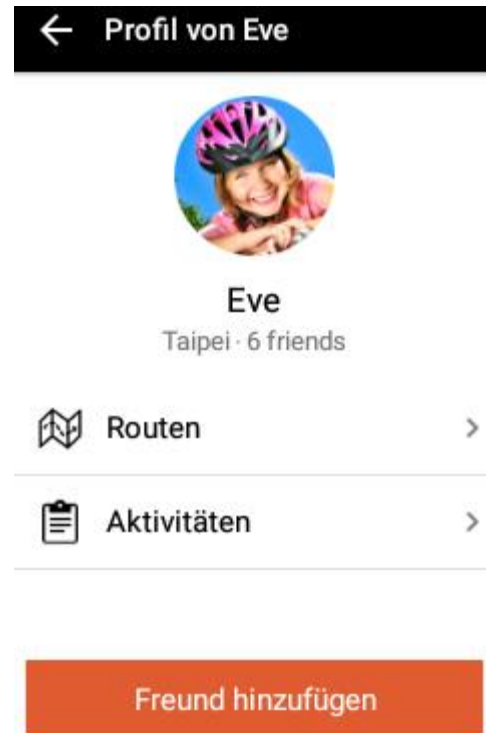 Profil von Eve
Eve
Taipei · 6 friends
Routen
Aktivitäten
Freund hinzufügen